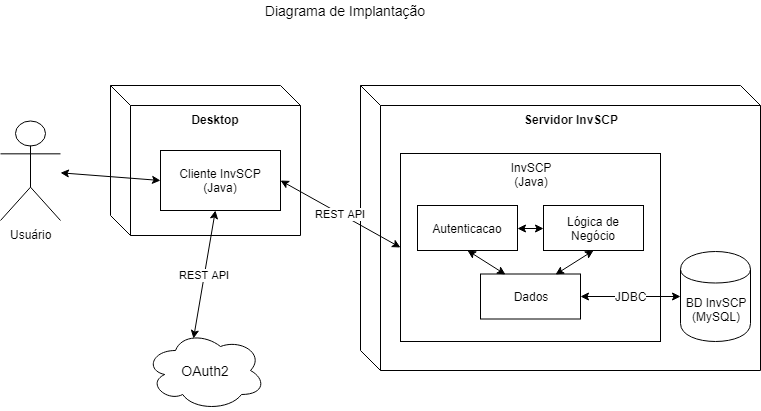 Diagrama de Implantação
Desktop
Servidor InvSCP
Cliente InvSCP
(Java)
InvSCP
(Java)
REST API
Autenticacao
Lógica de
Negócio
Usuário
REST API
Dados
JDBC
BD InvSCP
(MySQL)
OAuth2